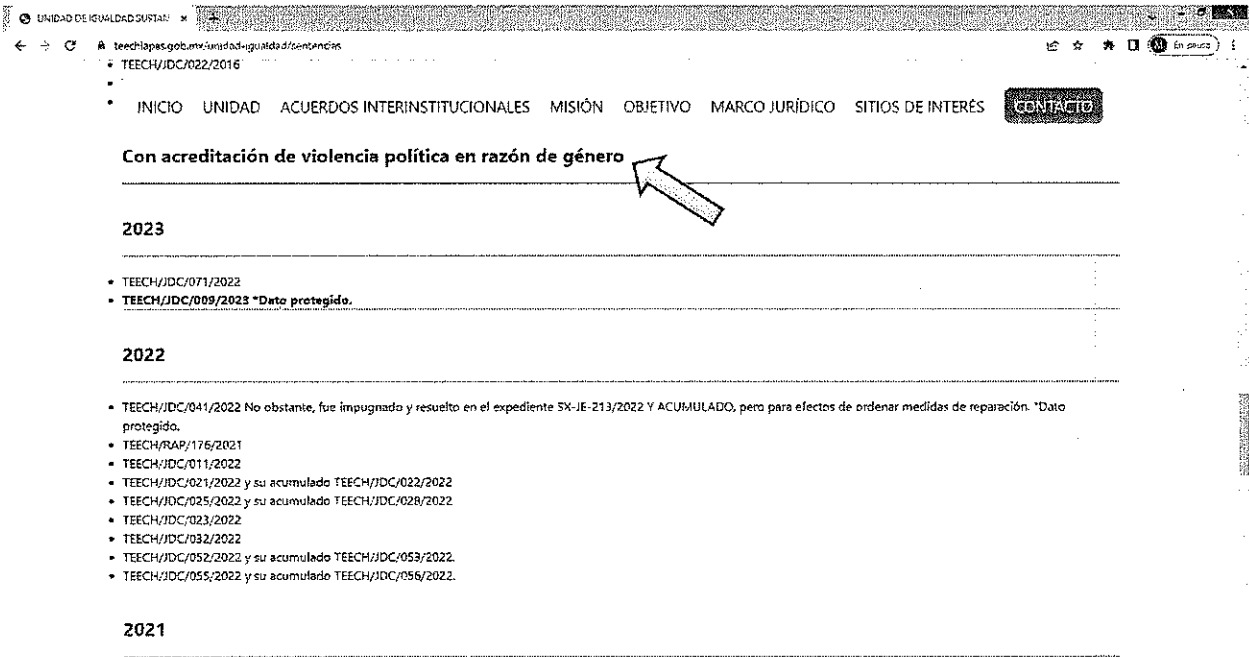 UNIDAD DE IGUALDAD SUSTAN
teechiapas.gob.mx/unidad-igualdad/sentencias
En pausa
TEECH/JDC/022/2016
INICIO UNIDAD ACUERDOS INTERINSTITUCIONALES MISIÓN OBJETIVO MARCO JURÍDICO SITIOS DE INTERÉS CONTACTO
Con acreditación de violencia política en razón de género
2023
TEECH/JDC/071/2022
TEECH/JDC/009/2023 *Dato protegido.
2022
TEECH/JDC/041/2022 No obstante, fue impugnado y resuelto en el expediente SX-JE-213/2022 Y ACUMULADO, pero para efectos de ordenar medidas de reparación. *Dato
protegido.
TEECH/RAP/176/2021
TEECH/JDC/011/2022
TEECH/JDC/021/2022 y su acumulado TEECH/JDC/022/2022
TEECH/JDC/025/2022 y su acumulado TEECH/JDC/028/2022
TEECH/JDC/023/2022
TEECH/JDC/032/2022
TEECH/JDC/052/2022 y su acumulado TEECH/JDC/053/2022.
TEECH/JDC/055/2022 y su acumulado TEECH/JDC/056/2022.
2021